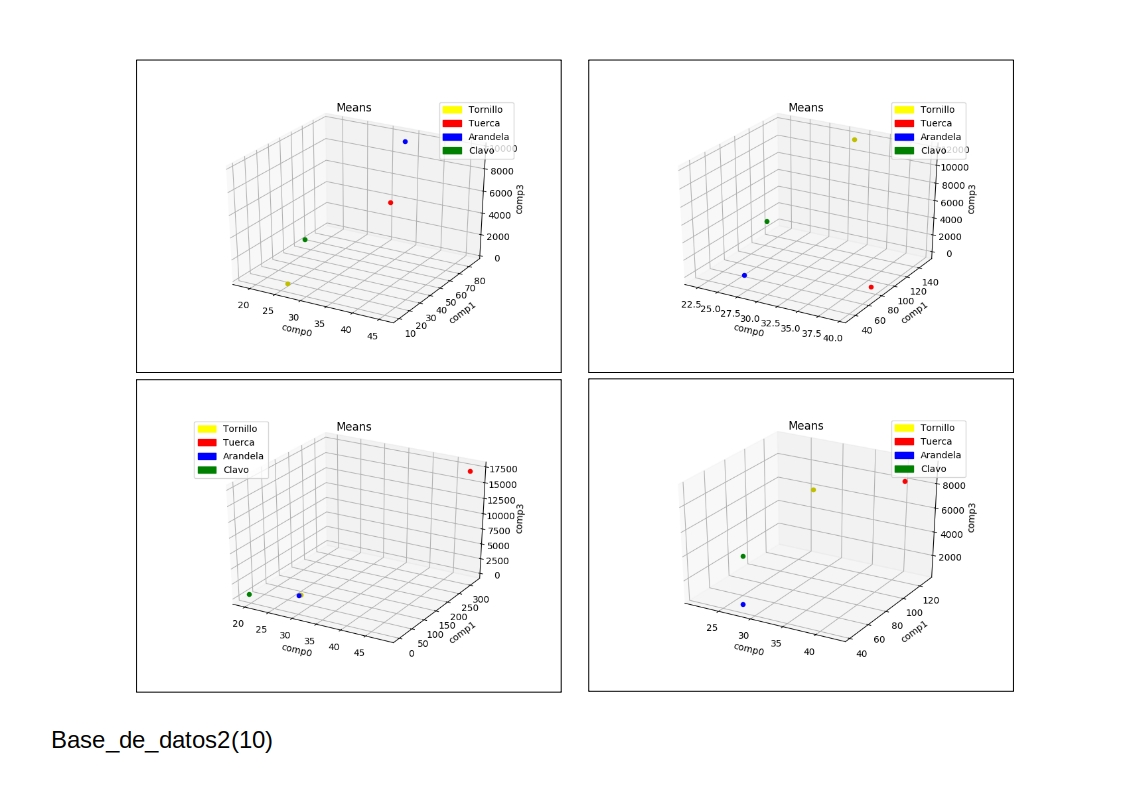 Means
Tornillo
Tuerca
Arandela
Clavo
8000
6000
4000
2000
0
comp3
20
25
30
35
40
45
comp0
10
20
30
40
50
60
70
80
comp1
Means
Tornillo
Tuerca
Arandela
Clavo
12000
10000
8000
6000
4000
2000
0
comp3
22.5
25.0
27.5
30.0
32.5
35.0
37.5
40.0
comp0
40
60
80
100
120
140
comp1
Means
Tornillo
Tuerca
Arandela
Clavo
17500
15000
12500
10000
7500
5000
2500
0
comp3
20
25
30
35
40
45
comp0
0
50
100
150
200
250
300
comp1
Means
Tornillo
Tuerca
Arandela
Clavo
8000
6000
4000
2000
comp3
25
30
35
40
comp0
40
60
80
100
120
comp1
Base_de_datos2(10)